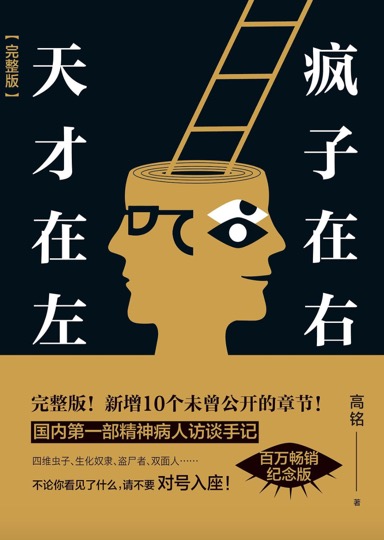 【完整版】
天才在左
疯子在右
完整版！新增10个未曾公开的章节！
国内第一部精神病人访谈手记
四维虫子、生化奴隶、盗尸者、双面人……
不论你看见了什么，请不要 对号入座！
百万畅销
纪念版
高铭 著